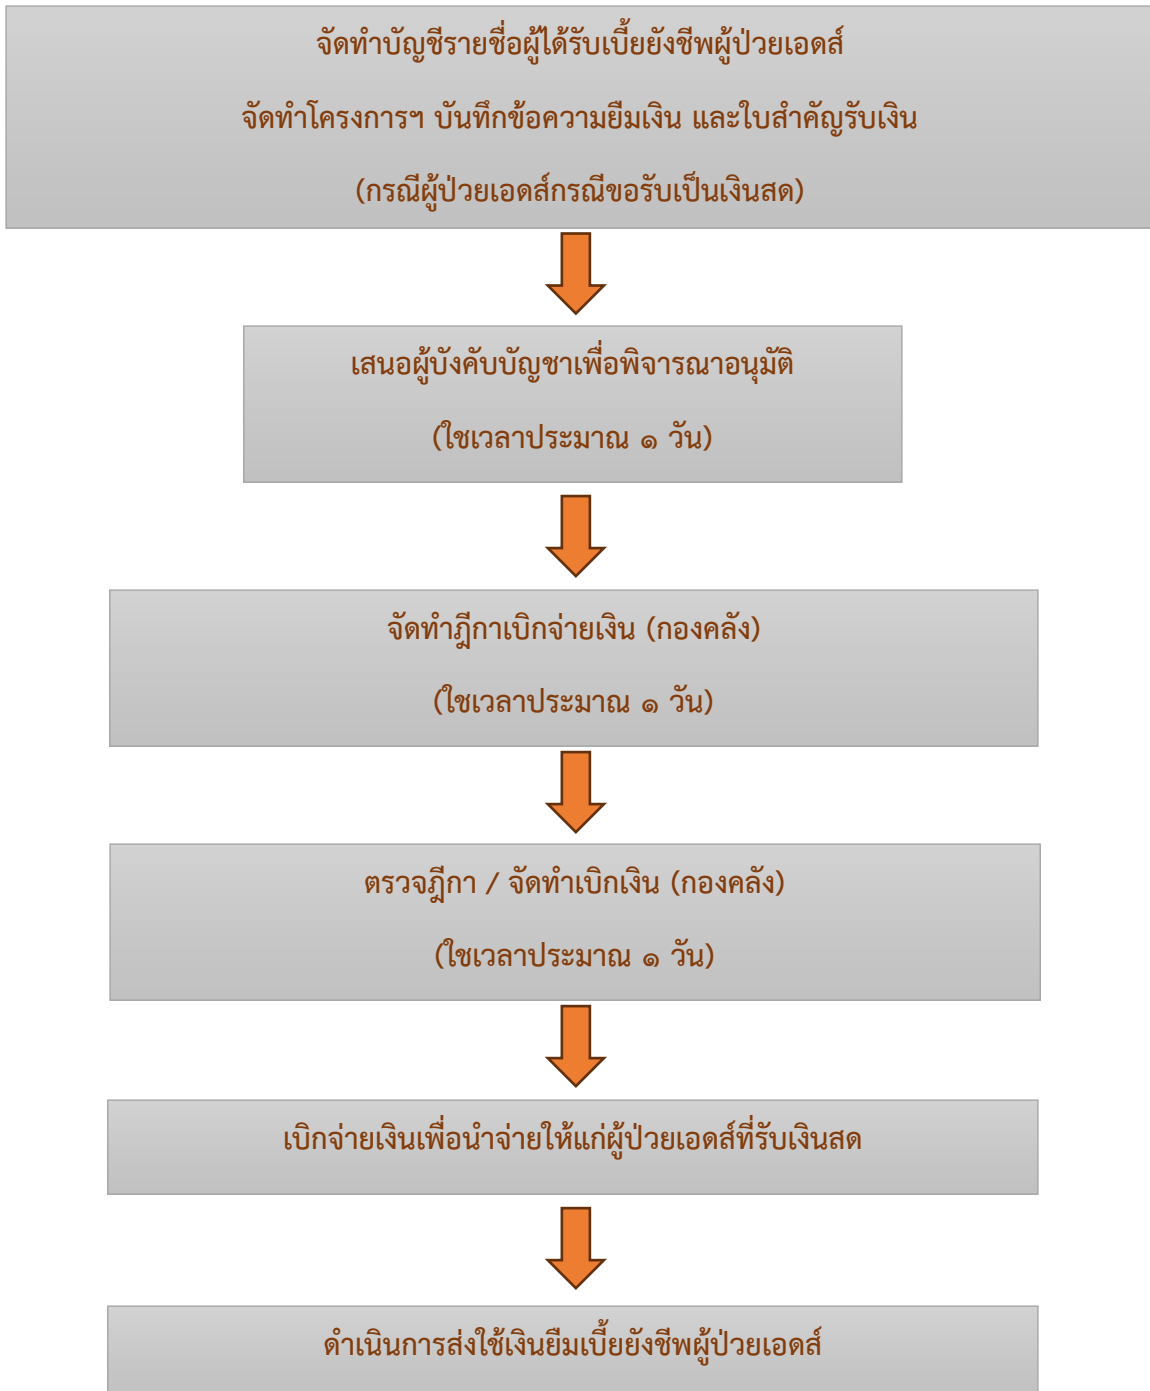 จัดทำบัญชีรายชื่อผู้ได้รับเบี้ยยังชีพผู้ป่วยเอดส์
จัดทำโครงการฯ บันทึกข้อความยืมเงิน และใบสำคัญรับเงิน
(กรณีผู้ป่วยเอดส์กรณีขอรับเป็นเงินสด)
เสนอผู้บังคับบัญชาเพื่อพิจารณาอนุมัติ
(ใชเวลาประมาณ ๑ วัน)
จัดทำฎีกาเบิกจ่ายเงิน (กองคลัง)
(ใชเวลาประมาณ ๑ วัน)
ตรวจฎีกา / จัดทำเบิกเงิน (กองคลัง)
(ใชเวลาประมาณ ๑ วัน)
เบิกจ่ายเงินเพื่อนำจ่ายให้แก่ผู้ป่วยเอดส์ที่รับเงินสด
ดำเนินการส่งใช้เงินยืมเบี้ยยังชีพผู้ป่วยเอดส์